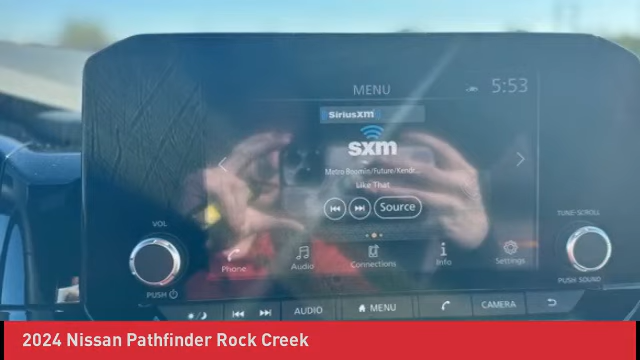 MENU
5:53
SiriusXM
sxm
Metro Boomin/Future/Kendr...
Like That
Source
VOL
TUNE·SCROLL
Phone
Audio
Connections
Info
Settings
PUSH
PUSH SOUND
AUDIO
MENU
CAMERA
2024 Nissan Pathfinder Rock Creek